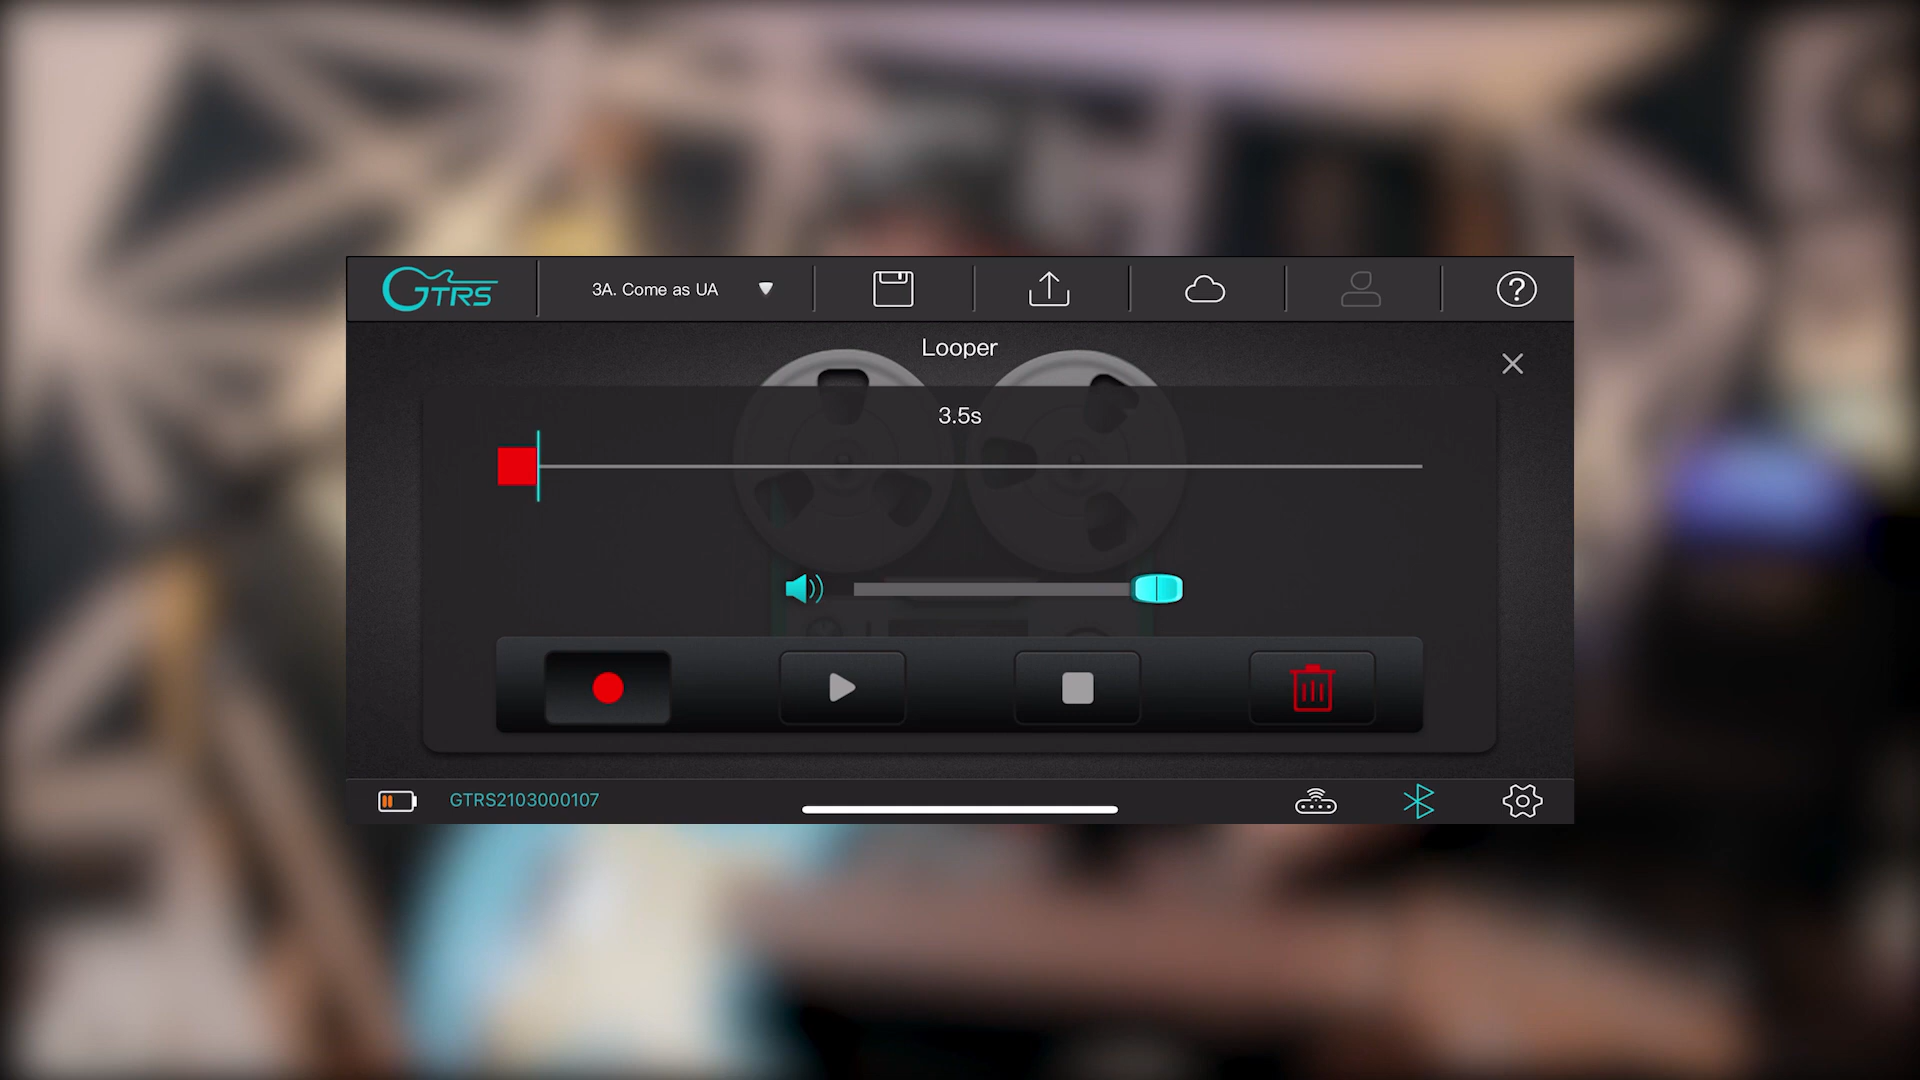 GTRS
3A. Come as UA
?
Looper
3.5s
GTRS2103000107